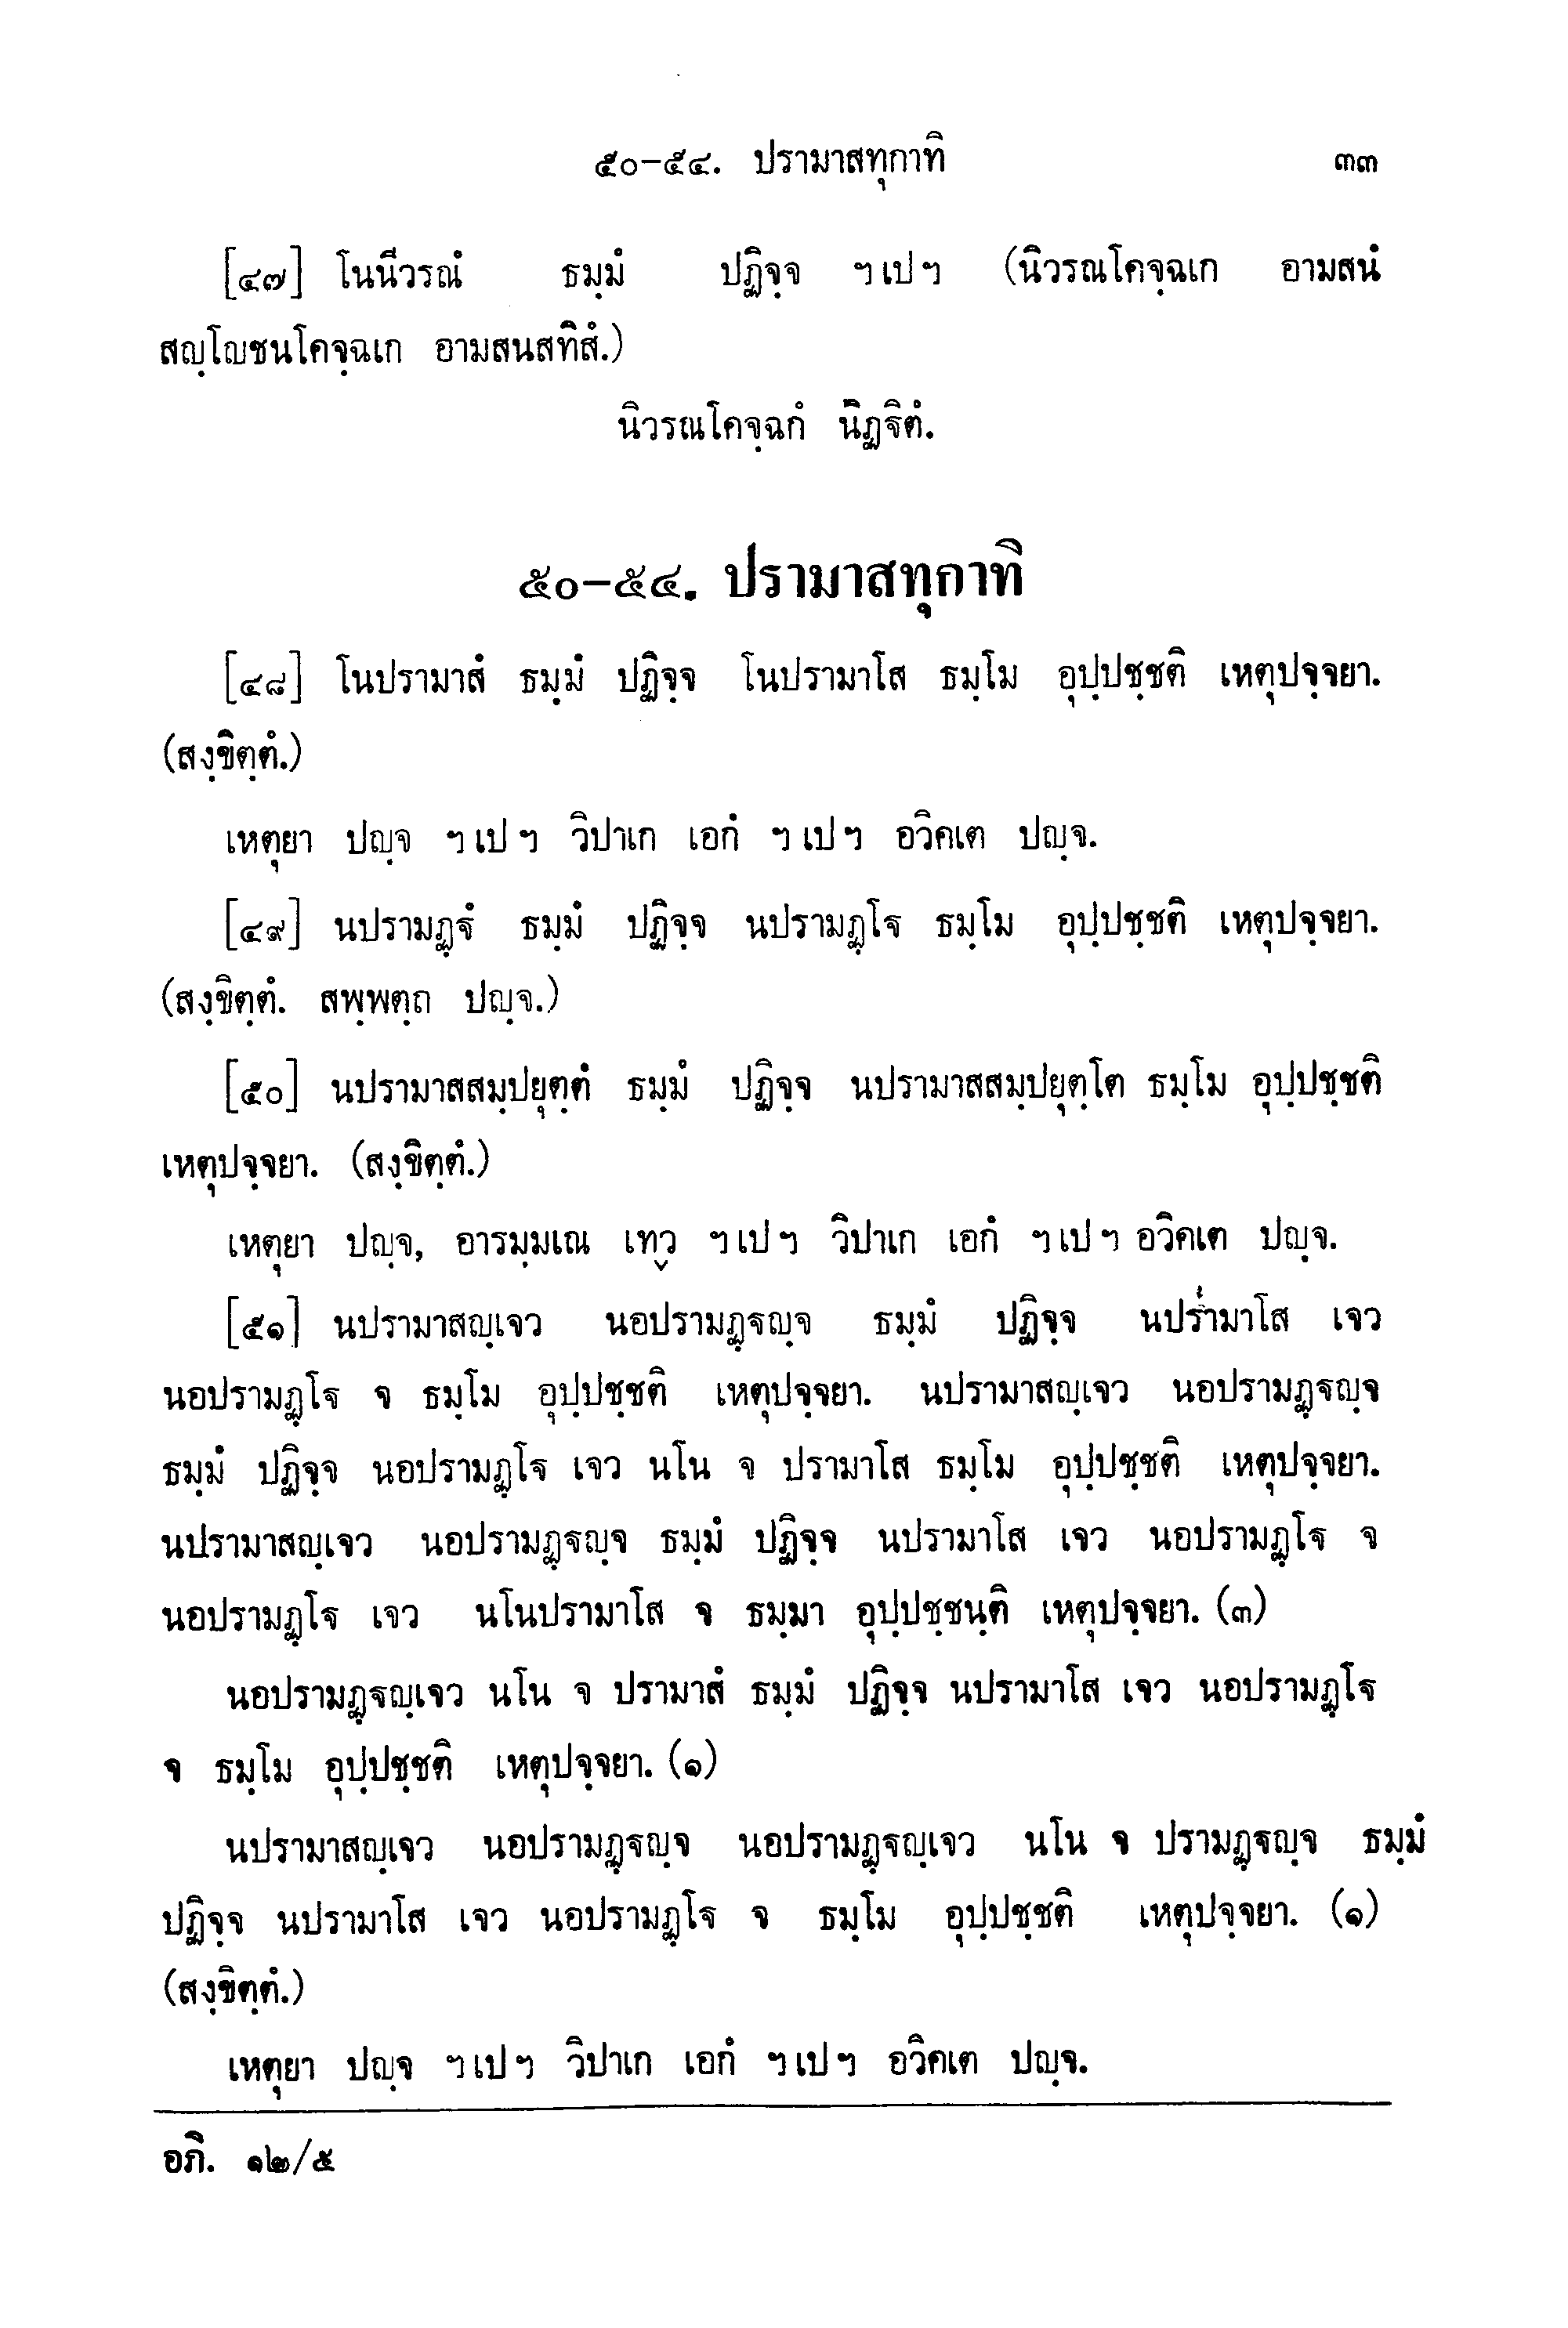 ๕๐-๕๔. ปรามาสทุกาทิ ๓๓
[๔๗] โนนีวรณํ ธมฺมํ ปฏิจฺจ ฯเปฯ (นิวรณโคจฺฉเก อามสนํ
สญฺโญชนโคจฺฉเก อามสนสทิสํ.)
นิวรณโคจฺฉกํ นิฏฺฐิตํ.
๕๐-๕๔. ปรามาสทุกาทิ
[๔๘] โนปรามาสํ ธมฺมํ ปฏิจฺจ โนปรามาโส ธมฺโม อุปฺปชฺชติ เหตุปจฺจยา.
(สงฺขิตฺตํ.)
เหตุยา ปญฺจ ฯเปฯ วิปาเก เอกํ ฯเปฯ อวิคเต ปญฺจ.
[๔๙] นปรามฏฺฐํ ธมฺมํ ปฏิจฺจ นปรามฏฺโฐ ธมฺโม อุปฺปชฺชติ เหตุปจฺจยา.
(สงฺขิตฺตํ. สพฺพตฺถ ปญฺจ.)
[๕๐] นปรามาสสมฺปยุตฺตํ ธมฺมํ ปฏิจฺจ นปรามาสสมฺปยุตฺโต ธมฺโม อุปฺปชฺชติ
เหตุปจฺจยา. (สงฺขิตฺตํ.)
เหตุยา ปญฺจ, อารมฺมเณ เทฺว ฯเปฯ วิปาเก เอกํ ฯเปฯ อวิคเต ปญฺจ.
[๕๑] นปรามาสญฺเจว นอปรามฏฺฐญฺจ ธมฺมํ ปฏิจฺจ นปร่ามาโส เจว
นอปรามฏฺโฐ จ ธมฺโม อุปฺปชฺชติ เหตุปจฺจยา. นปรามาสญฺเจว นอปรามฏฺฐญฺจ
ธมฺมํ ปฏิจฺจ นอปรามฏฺโฐ เจว นโน จ ปรามาโส ธมฺโม อุปฺปชฺชติ เหตุปจฺจยา.
นปรามาสญฺเจว นอปรามฏฺฐญฺจ ธมฺมํ ปฏิจฺจ นปรามาโส เจว นอปรามฏฺโฐ จ
นอปรามฏฺโฐ เจว นโนปรามาโส จ ธมฺมา อุปฺปชฺชนฺติ เหตุปจฺจยา. (๓)
นอปรามฏฺฐญฺเจว นโน จ ปรามาสํ ธมฺมํ ปฏิจฺจ นปรามาโส เจว นอปรามฏฺโฐ
จ ธมฺโม อุปฺปชฺชติ เหตุปจฺจยา. (๑)
นปรามาสญฺเจว นอปรามฏฺฐญฺจ นอปรามฏฺฐญฺเจว นโน จ ปรามฏฺฐญฺจ ธมฺมํ
ปฏิจฺจ นปรามาโส เจว นอปรามฏฺโฐ จ ธมฺโม อุปฺปชฺชติ เหตุปจฺจยา. (๑)
(สงฺขิตฺตํ.)
เหตุยา ปญฺจ ฯเปฯ วิปาเก เอกํ ฯเปฯ อวิคเต ปญฺจ.
อภิ. ๑๒/๕